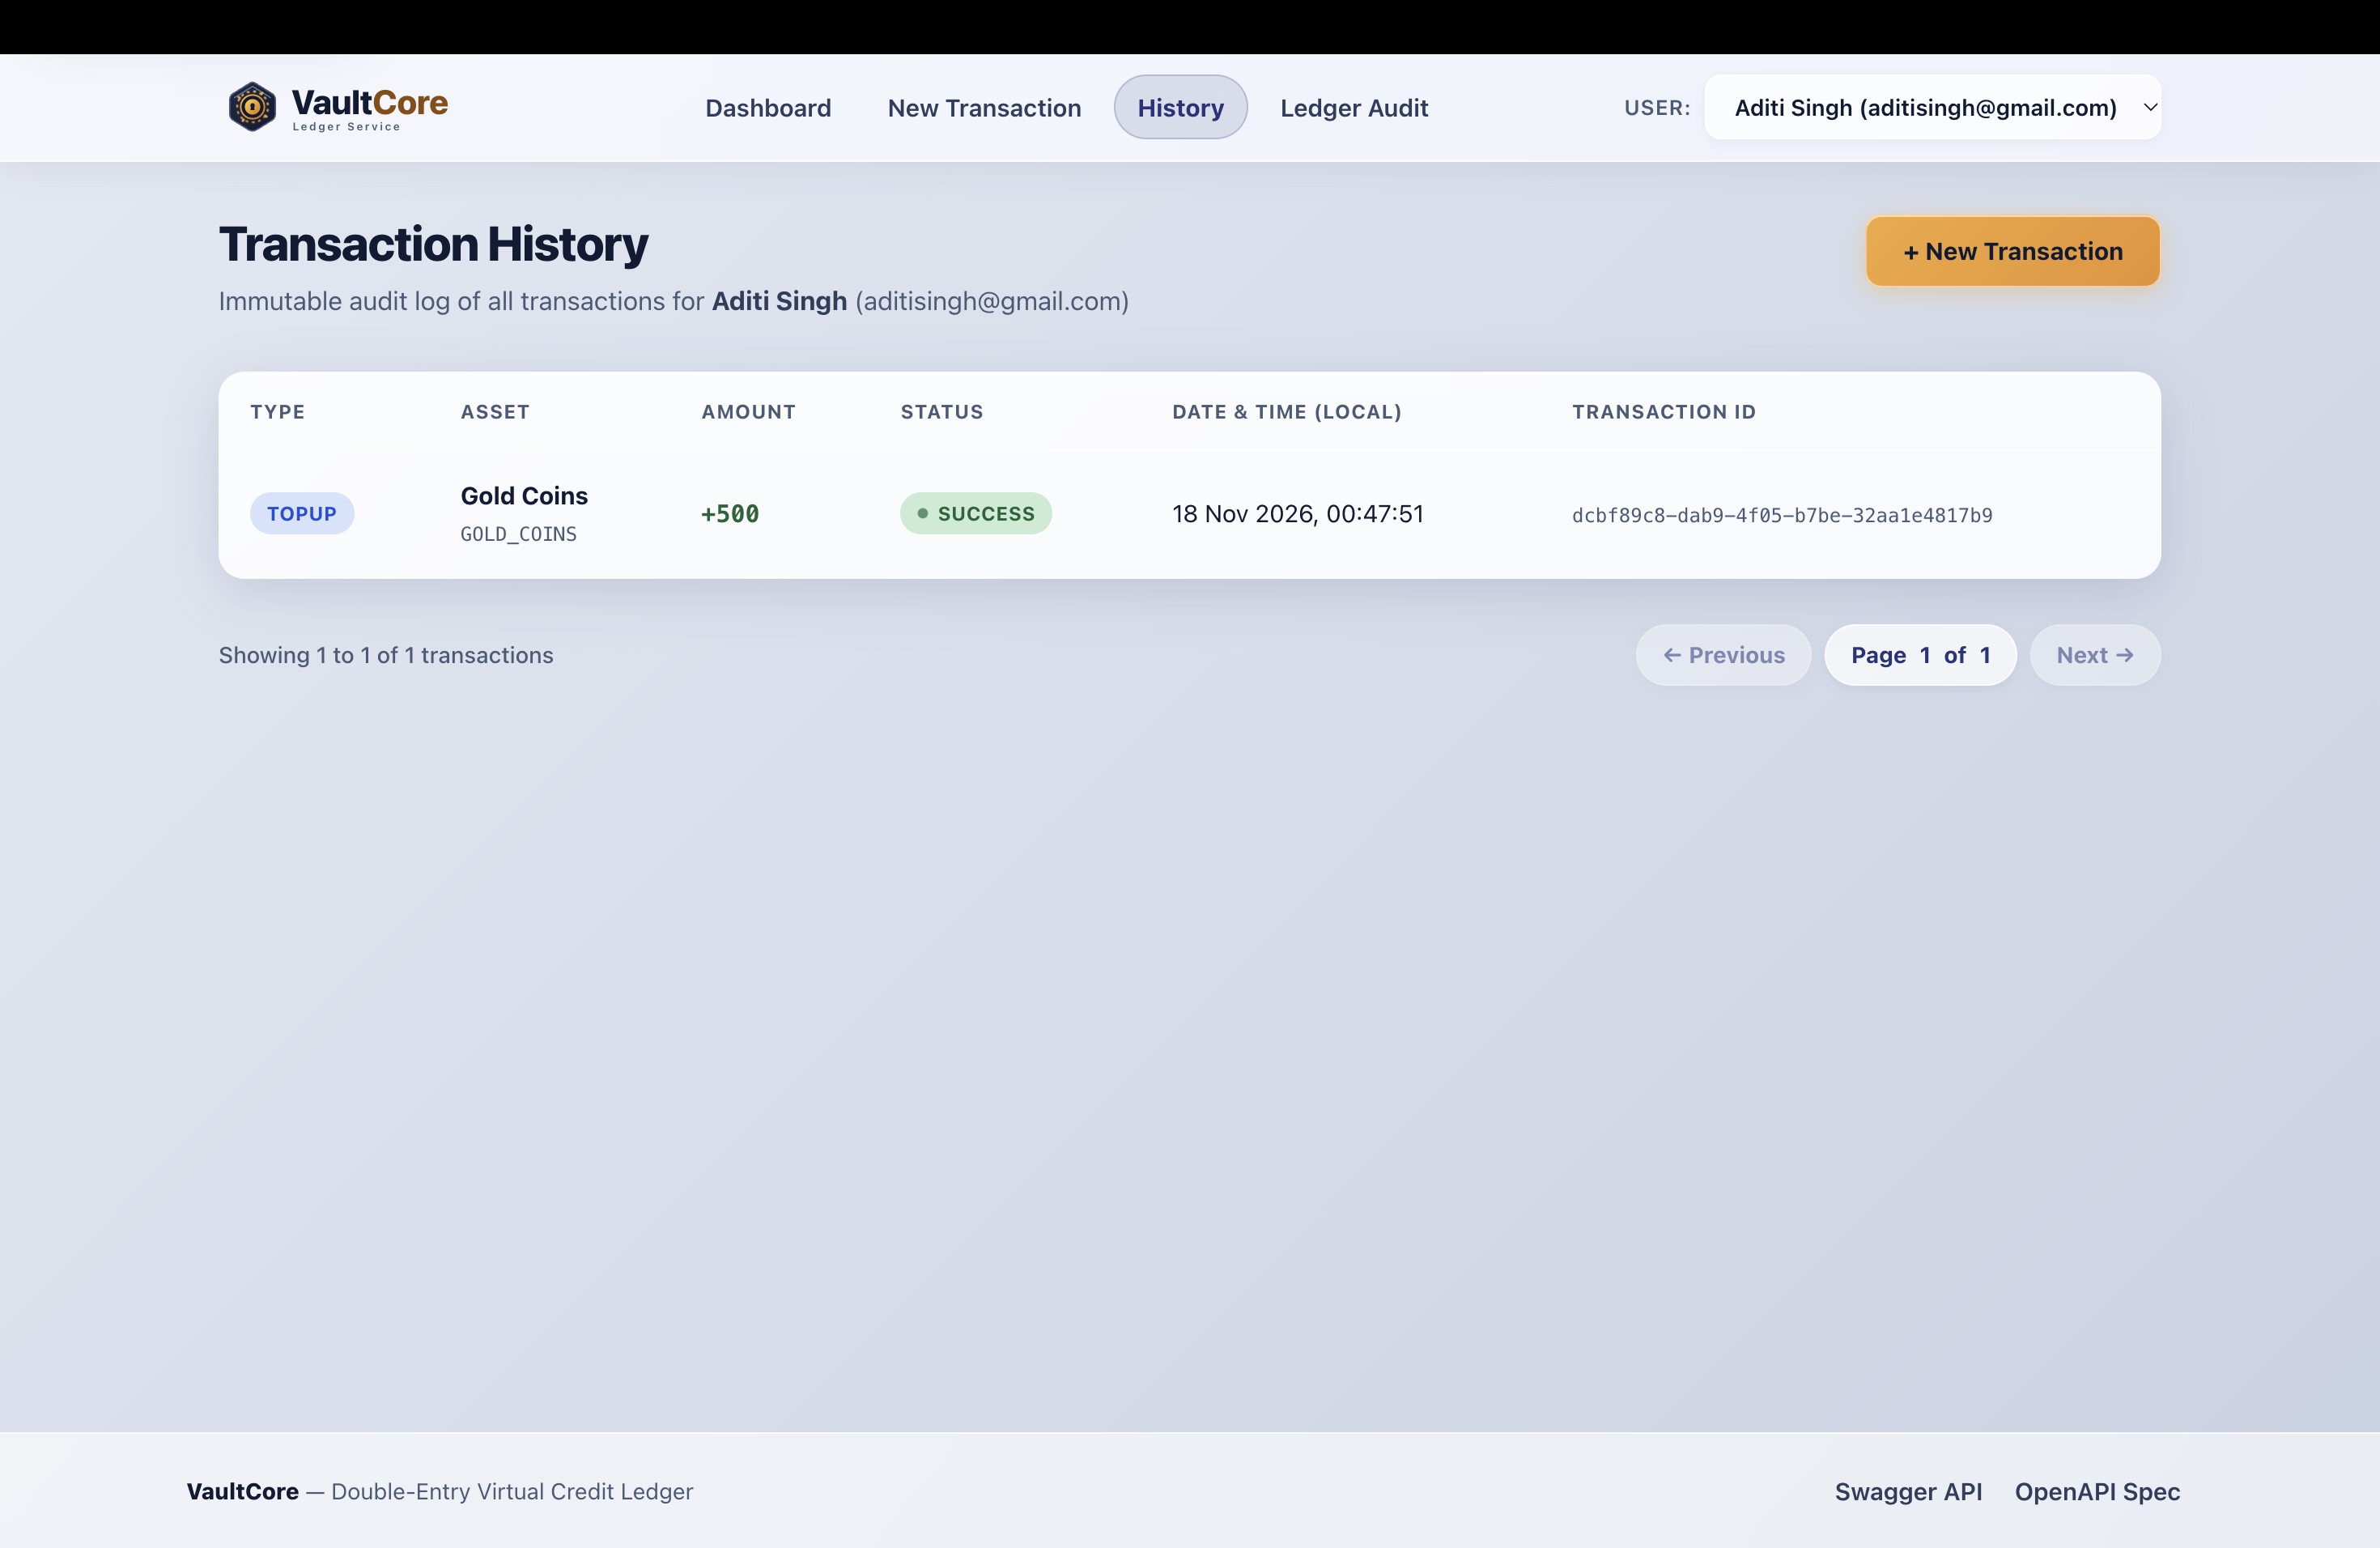 VaultCore
Ledger Service
Dashboard
New Transaction
History
Ledger Audit
USER:
Aditi Singh (aditisingh@gmail.com)
Transaction History
+ New Transaction
Immutable audit log of all transactions for Aditi Singh (aditisingh@gmail.com)
TYPE ASSET AMOUNT STATUS DATE & TIME (LOCAL) TRANSACTION ID
TOPUP Gold Coins +500 SUCCESS 18 Nov 2026, 00:47:51 dcbf89c8-dab9-4f05-b7be-32aa1e4817b9
GOLD_COINS
Showing 1 to 1 of 1 transactions
← Previous
Page 1 of 1
Next →
VaultCore — Double-Entry Virtual Credit Ledger
Swagger API
OpenAPI Spec